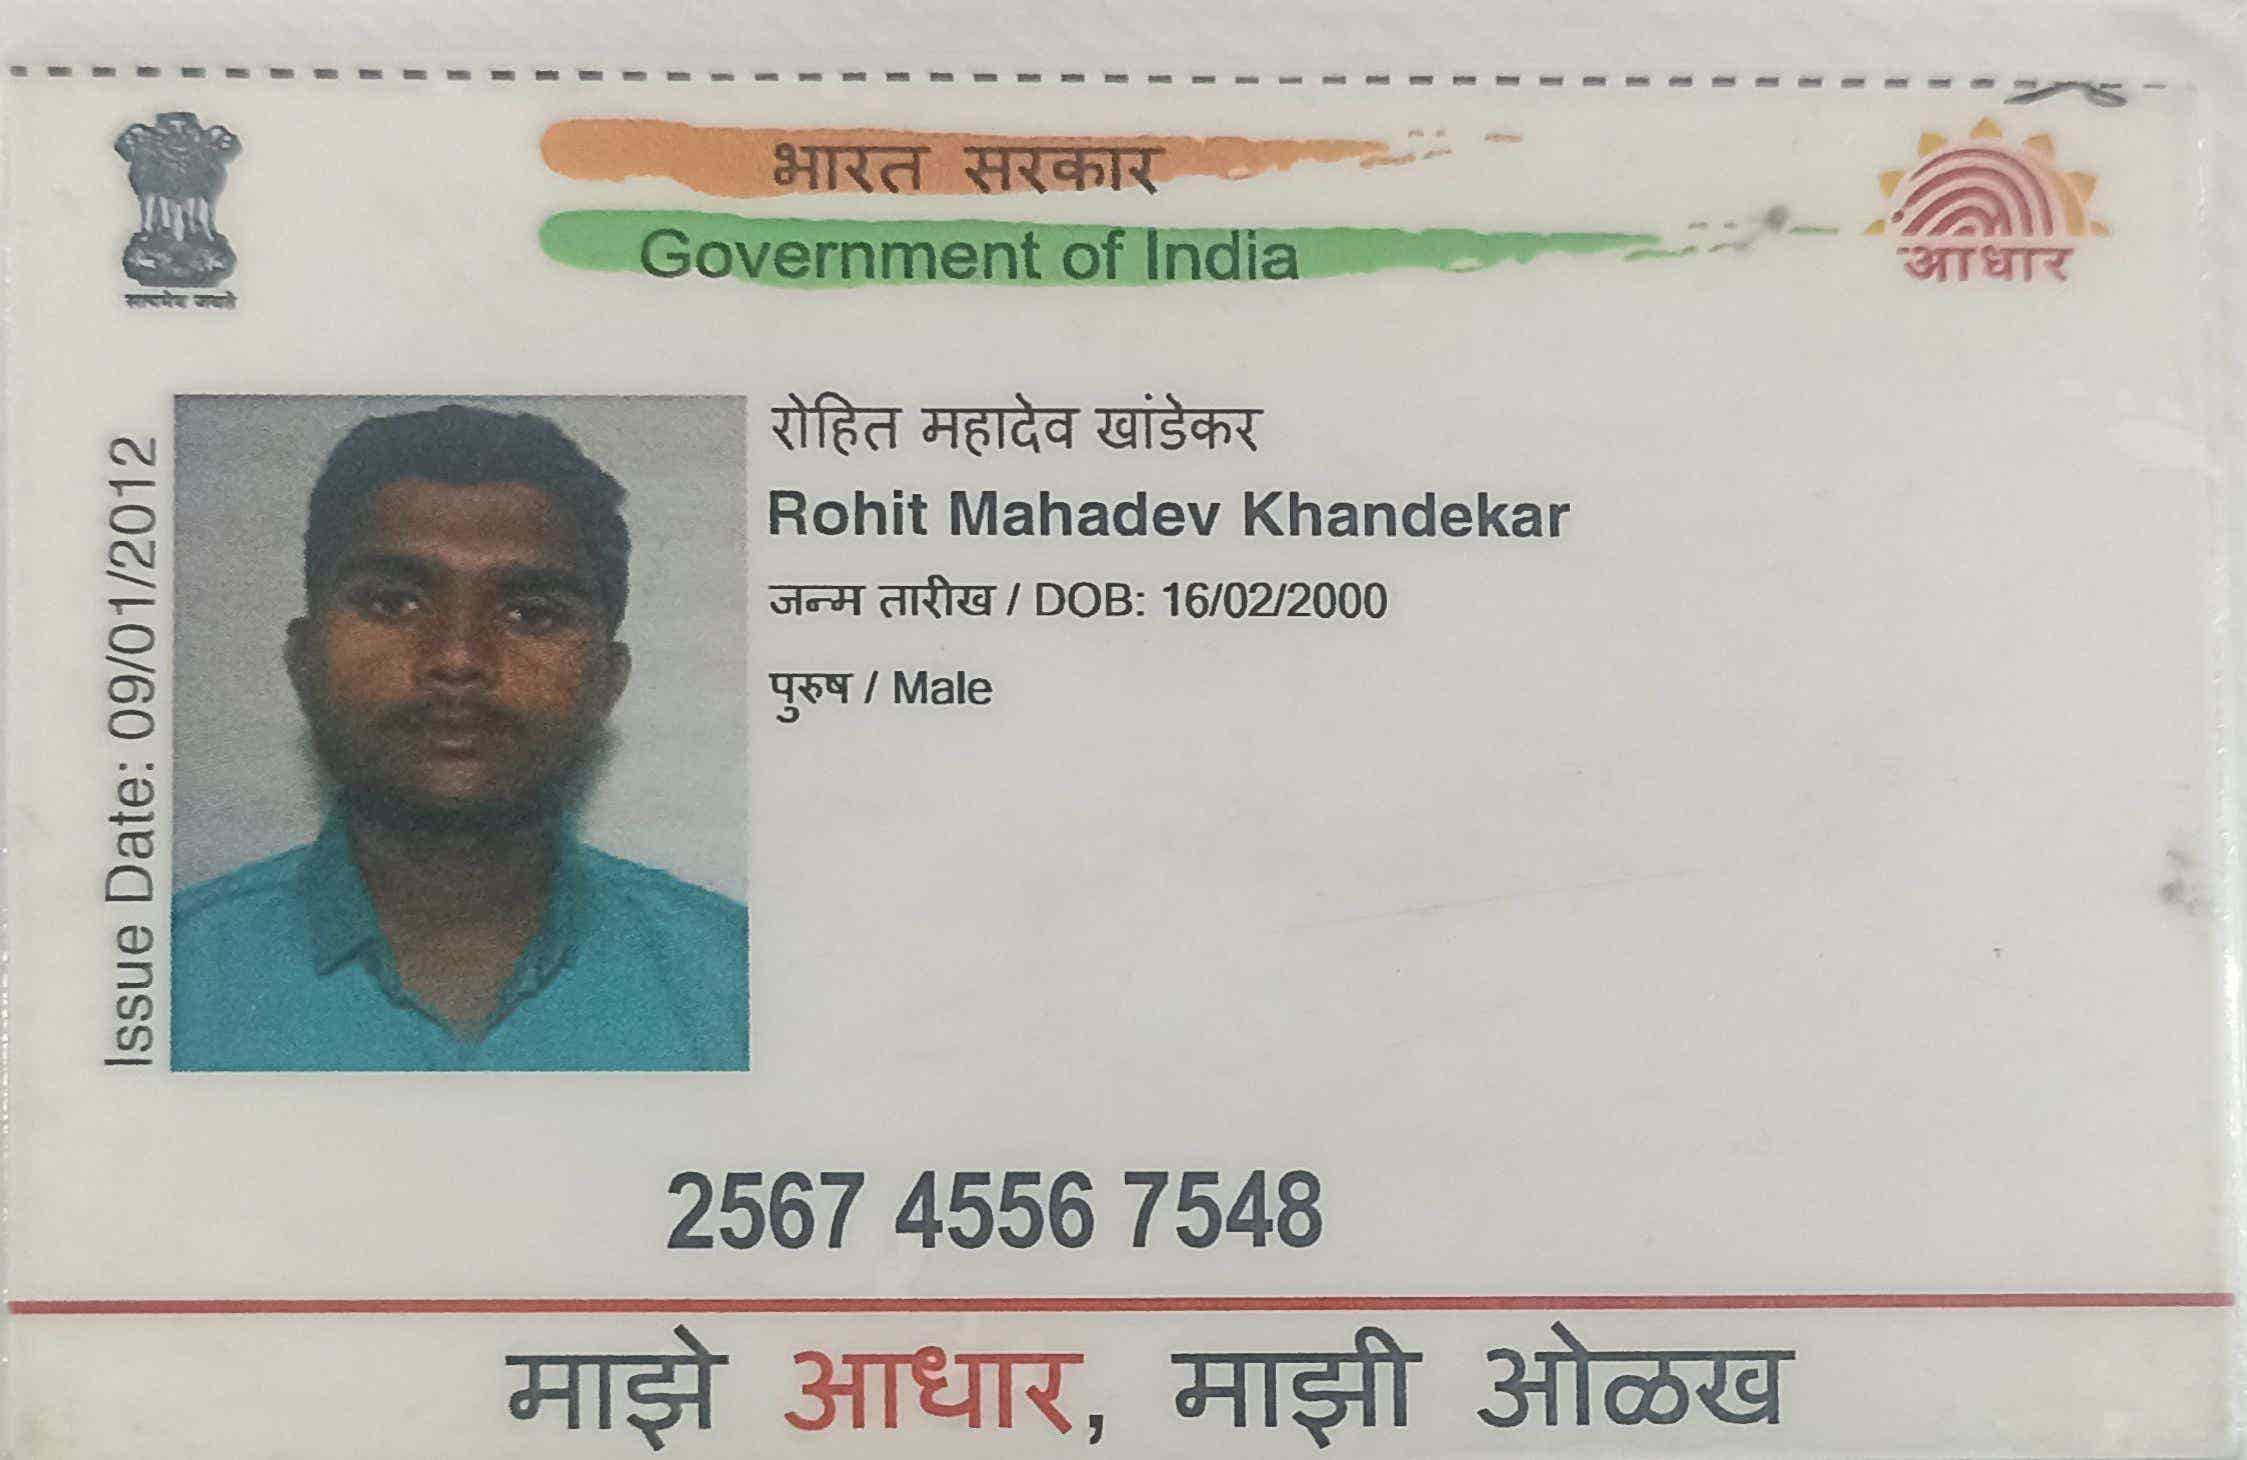 भारत सरकार
Government of India
सत्यमेव जयते
आधार
Issue Date: 09/01/2012
रोहित महादेव खांडेकर
Rohit Mahadev Khandekar
जन्म तारीख / DOB: 16/02/2000
पुरुष / Male
2567 4556 7548
माझे आधार, माझी ओळख